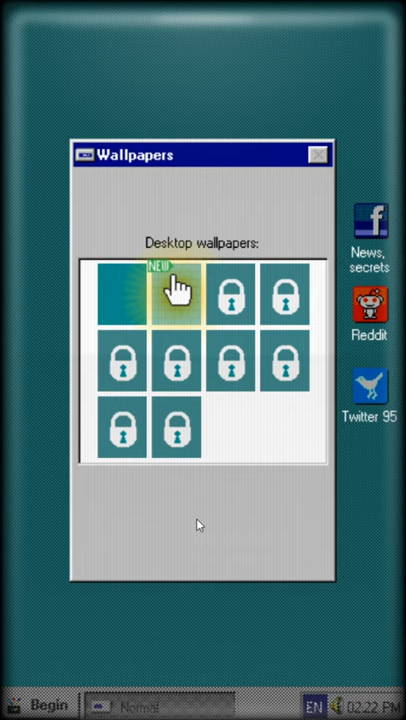 Wallpapers
Desktop wallpapers:
NEW
News,
secrets
Reddit
Twitter 95
Begin
Normal
EN
02:22 PM